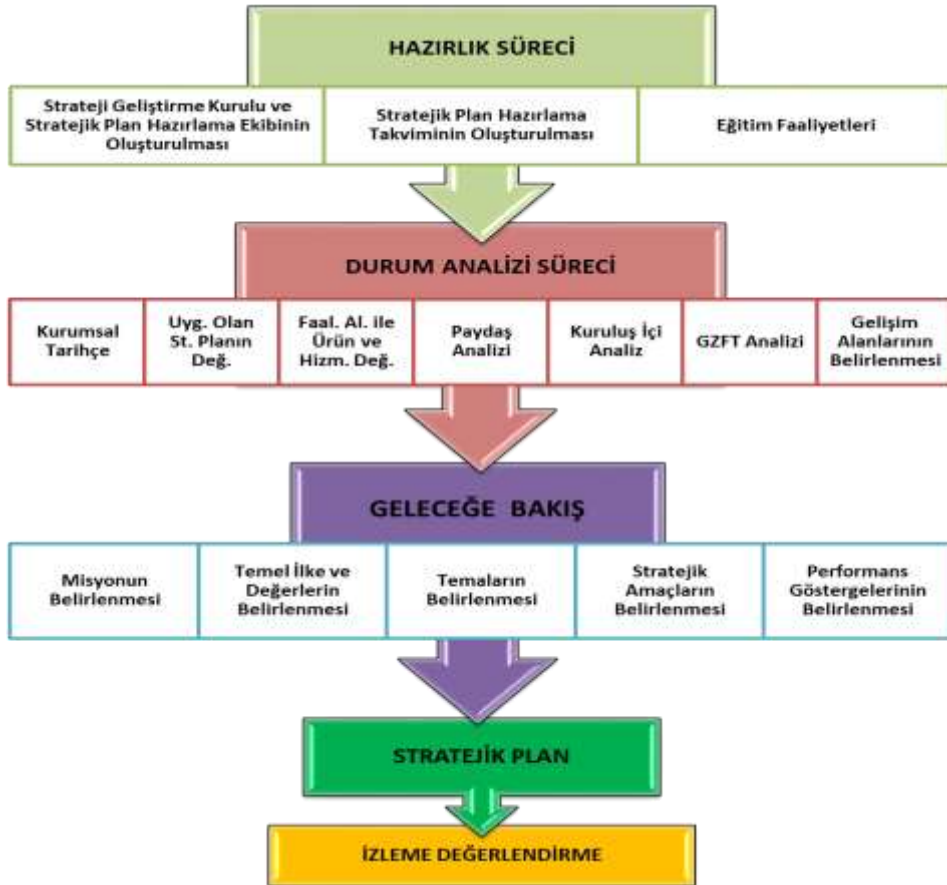 HAZIRLIK SÜRECİ
Strateji Geliştirme Kurulu ve
Stratejik Plan Hazırlama Ekibinin
Oluşturulması
Stratejik Plan Hazırlama
Takviminin Oluşturulması
Eğitim Faaliyetleri
DURUM ANALİZİ SÜRECİ
Kurumsal
Tarihçe
Uyg. Olan
St. Planın
Değ.
Faal. Al. ile
Ürün ve
Hizm. Değ.
Paydaş
Analizi
Kuruluş İçi
Analiz
GZFT Analizi
Gelişim
Alanlarının
Belirlenmesi
GELECEĞE BAKIŞ
Misyonun
Belirlenmesi
Temel İlke ve
Değerlerin
Belirlenmesi
Temaların
Belirlenmesi
Stratejik
Amaçların
Belirlenmesi
Performans
Göstergelerinin
Belirlenmesi
STRATEJİK PLAN
İZLEME DEĞERLENDİRME